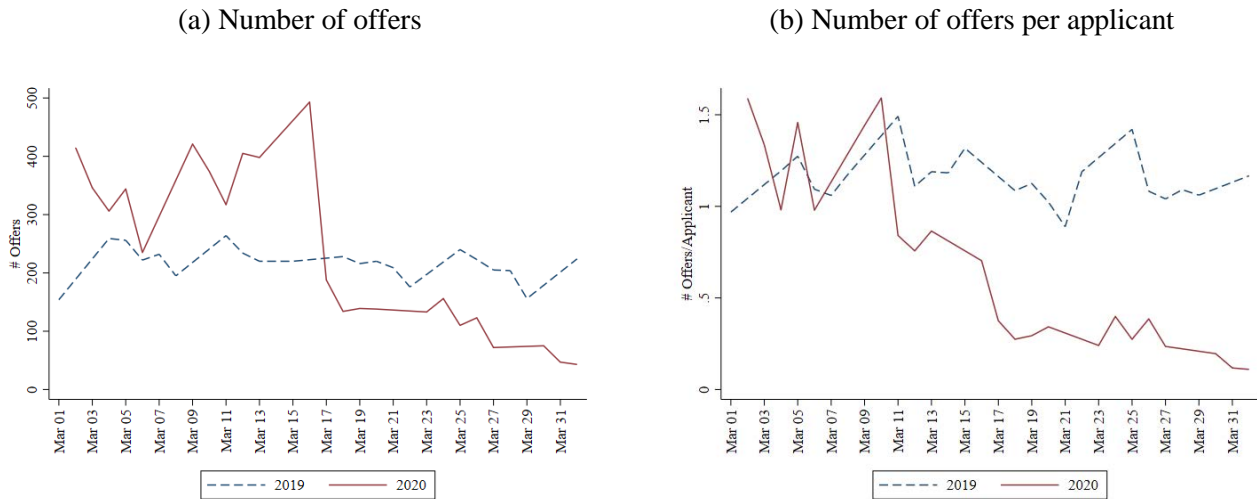 (a) Number of offers
# Offers
500
400
300
200
100
0
Mar 01
Mar 03
Mar 05
Mar 07
Mar 09
Mar 11
Mar 13
Mar 15
Mar 17
Mar 19
Mar 21
Mar 23
Mar 25
Mar 27
Mar 29
Mar 31
2019
2020
(b) Number of offers per applicant
# Offers/Applicant
1.5
1
.5
0
Mar 01
Mar 03
Mar 05
Mar 07
Mar 09
Mar 11
Mar 13
Mar 15
Mar 17
Mar 19
Mar 21
Mar 23
Mar 25
Mar 27
Mar 29
Mar 31
2019
2020